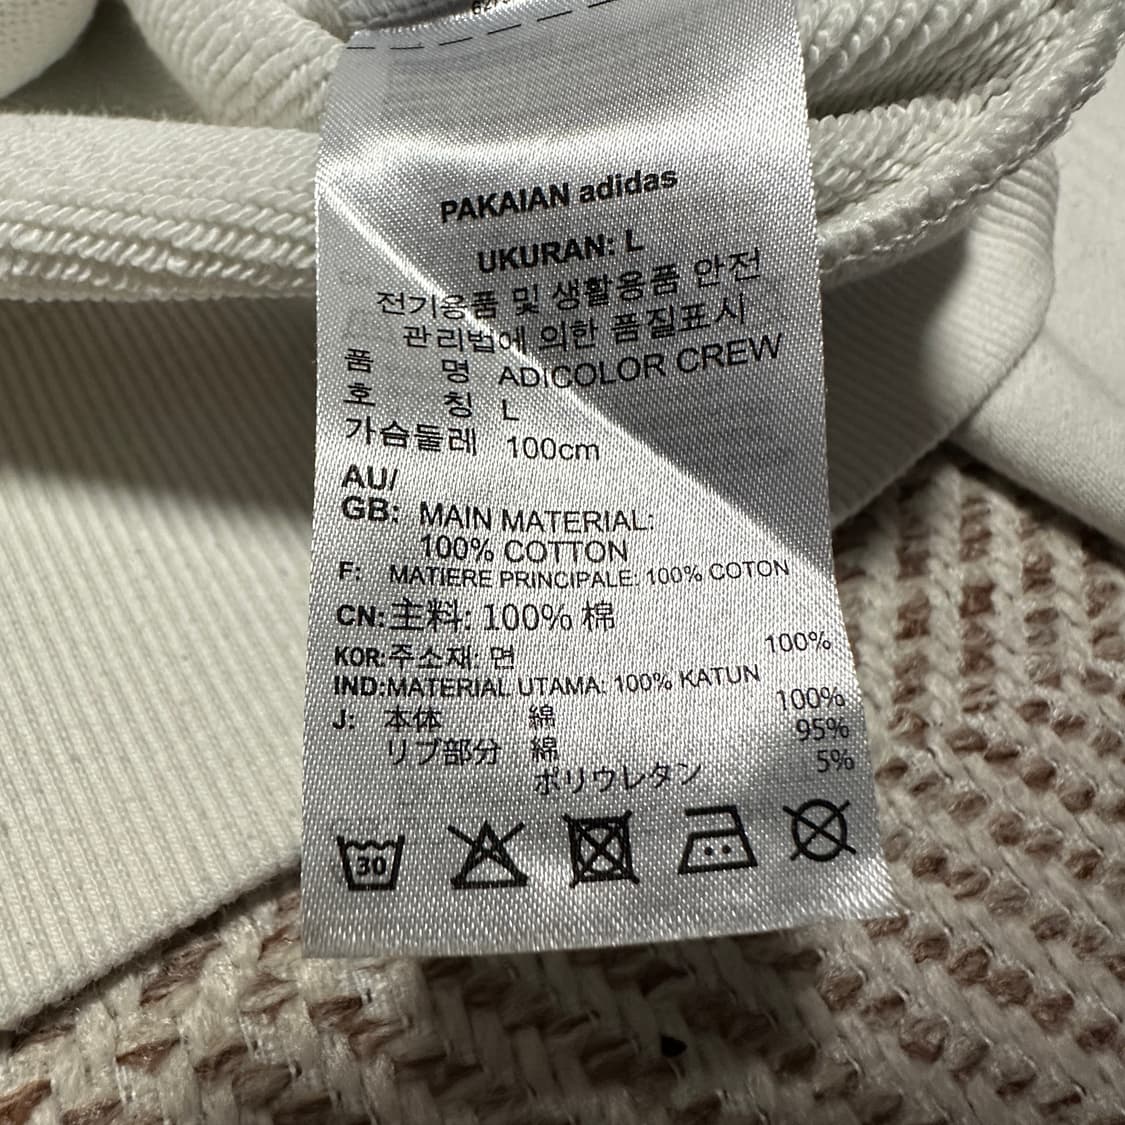 PAKAIAN adidas
UKURAN: L
전기용품 및 생활용품 안전
관리법에 의한 품질표시
품 명 ADICOLOR CREW
호 칭 L
가슴둘레 100cm
AU/
GB: MAIN MATERIAL:
100% COTTON
F: MATIERE PRINCIPALE: 100% COTON
CN:主料: 100% 棉
KOR:주소재: 면 100%
IND:MATERIAL UTAMA: 100% KATUN
J: 本体 綿 100%
リブ部分 綿 95%
ポリウレタン 5%
30